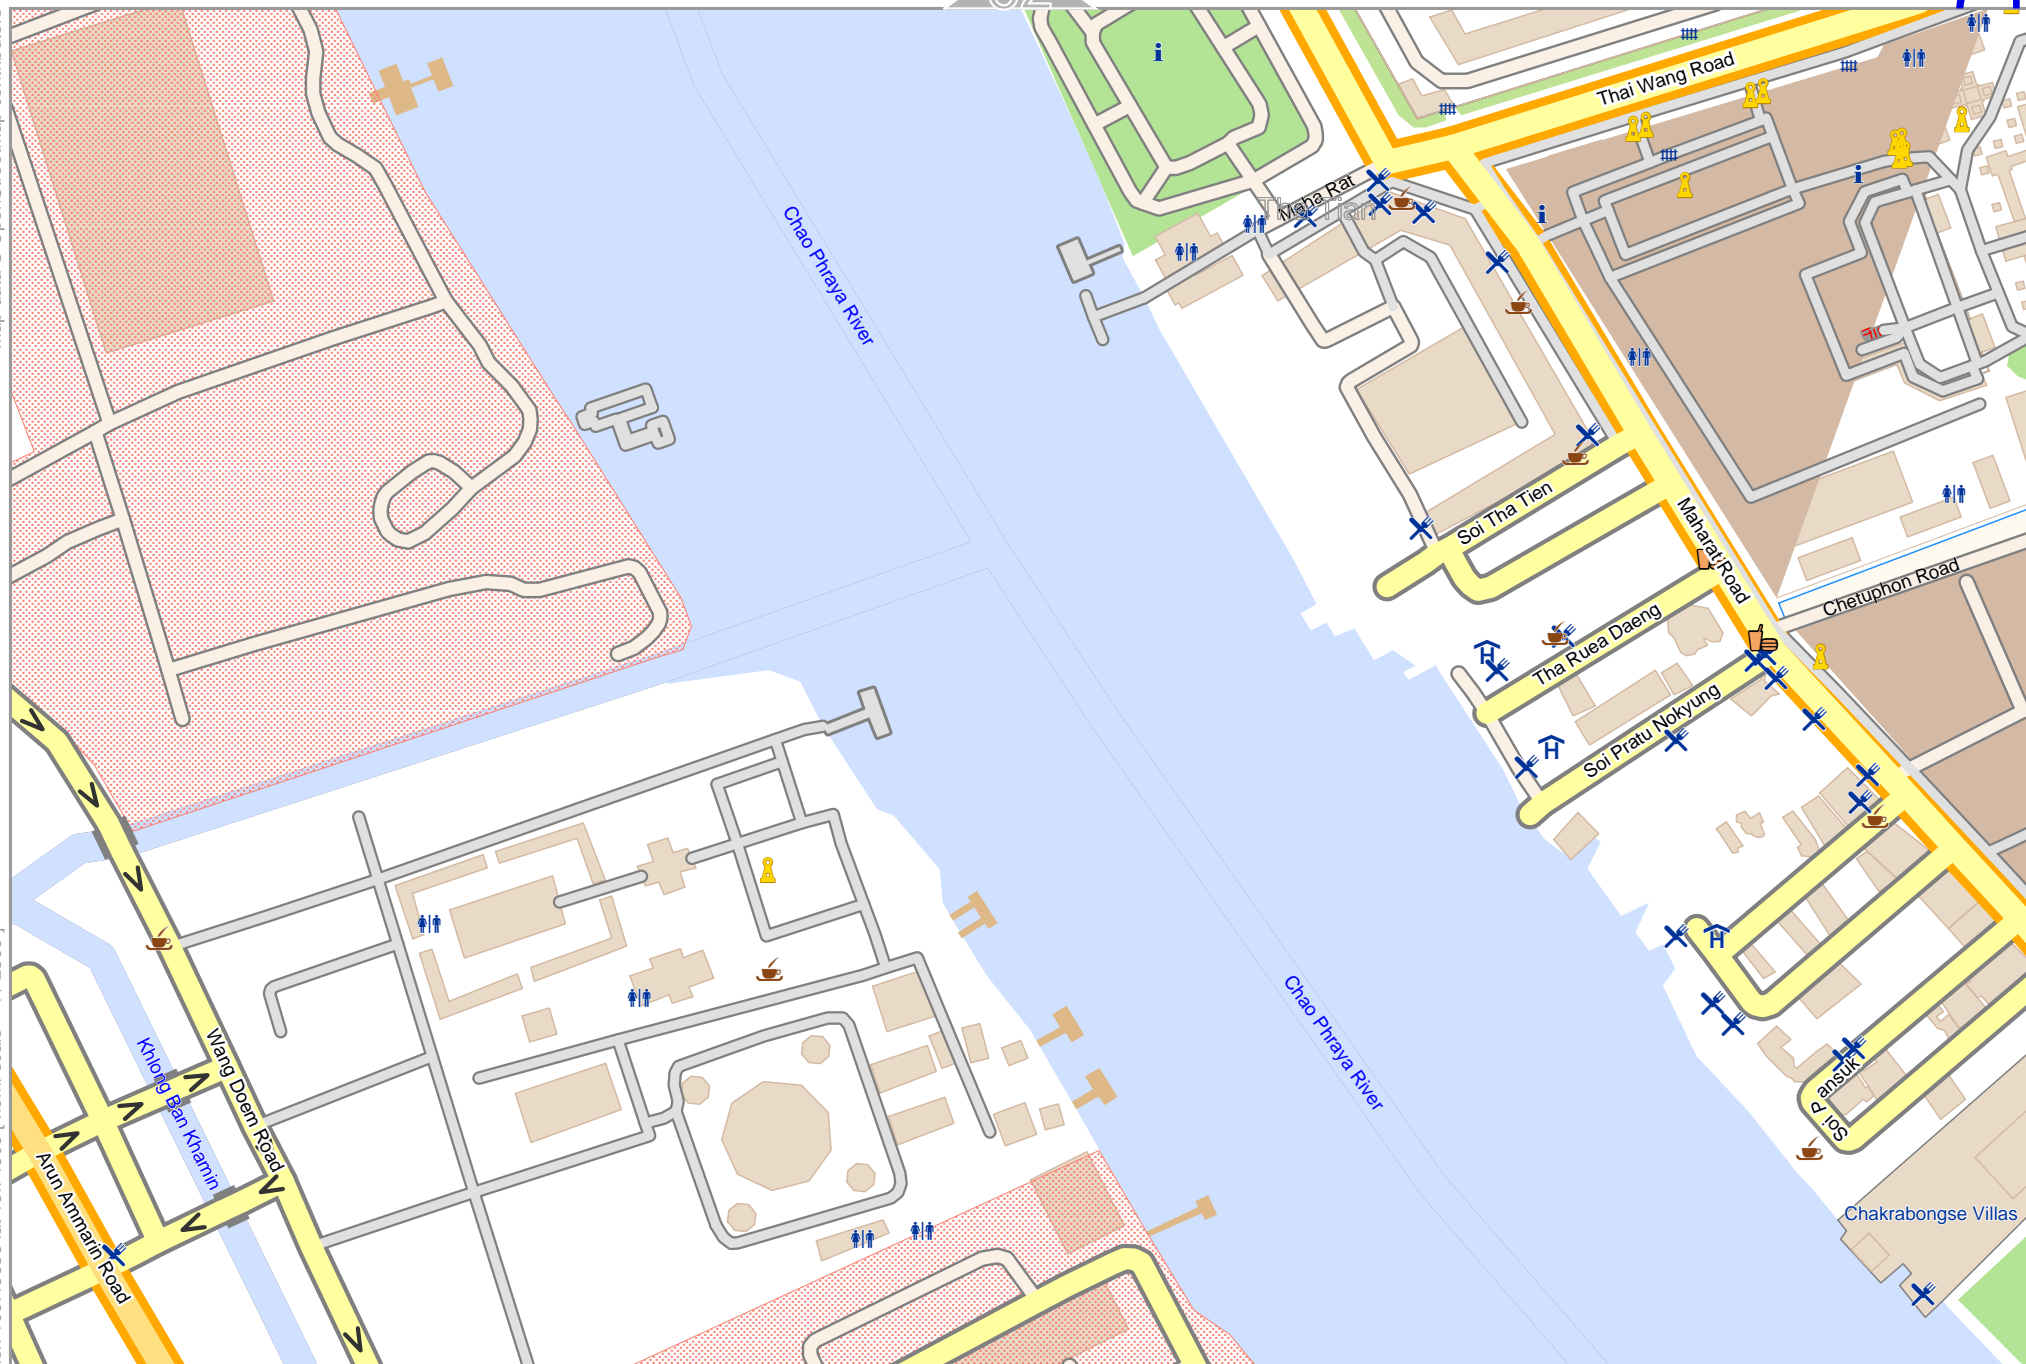 Thai Wang Road
Maha Rat
Tha Tian
Chao Phraya River
Soi Tha Tien
Maharat Road
Chetuphon Road
Tha Ruea Daeng
Soi Pratu Nokyung
H
H
H
Chao Phraya River
Wang Doem Road
Khlong Ban Khamin
Arun Ammarin Road
Soi P ansuk
Chakrabongse Villas